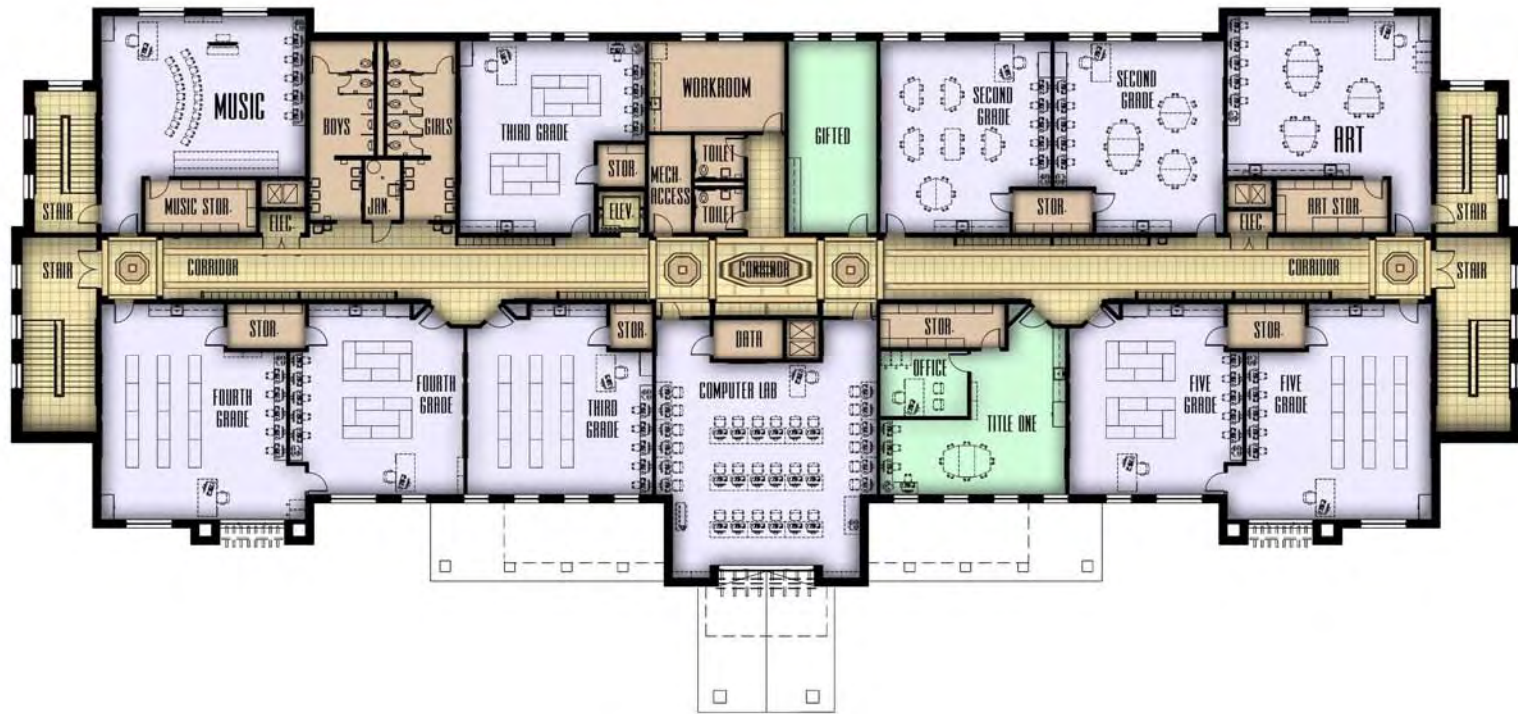 MUSIC
BOYS
GIRLS
THIRD GRADE
WORKROOM
GIFTED
SECOND
GRADE
SECOND
GRADE
ART
STOR.
MECH.
ACCESS
TOILET
TOILET
ELEV.
JAN.
MUSIC STOR.
ELEC.
STOR.
ELEC.
ART STOR.
STAIR
STAIR
STAIR
CORRIDOR
CORRIDOR
CORRIDOR
STAIR
STOR.
STOR.
DATA
STOR.
STOR.
OFFICE
FOURTH
GRADE
FOURTH
GRADE
THIRD
GRADE
COMPUTER LAB
TITLE ONE
FIVE
GRADE
FIVE
GRADE